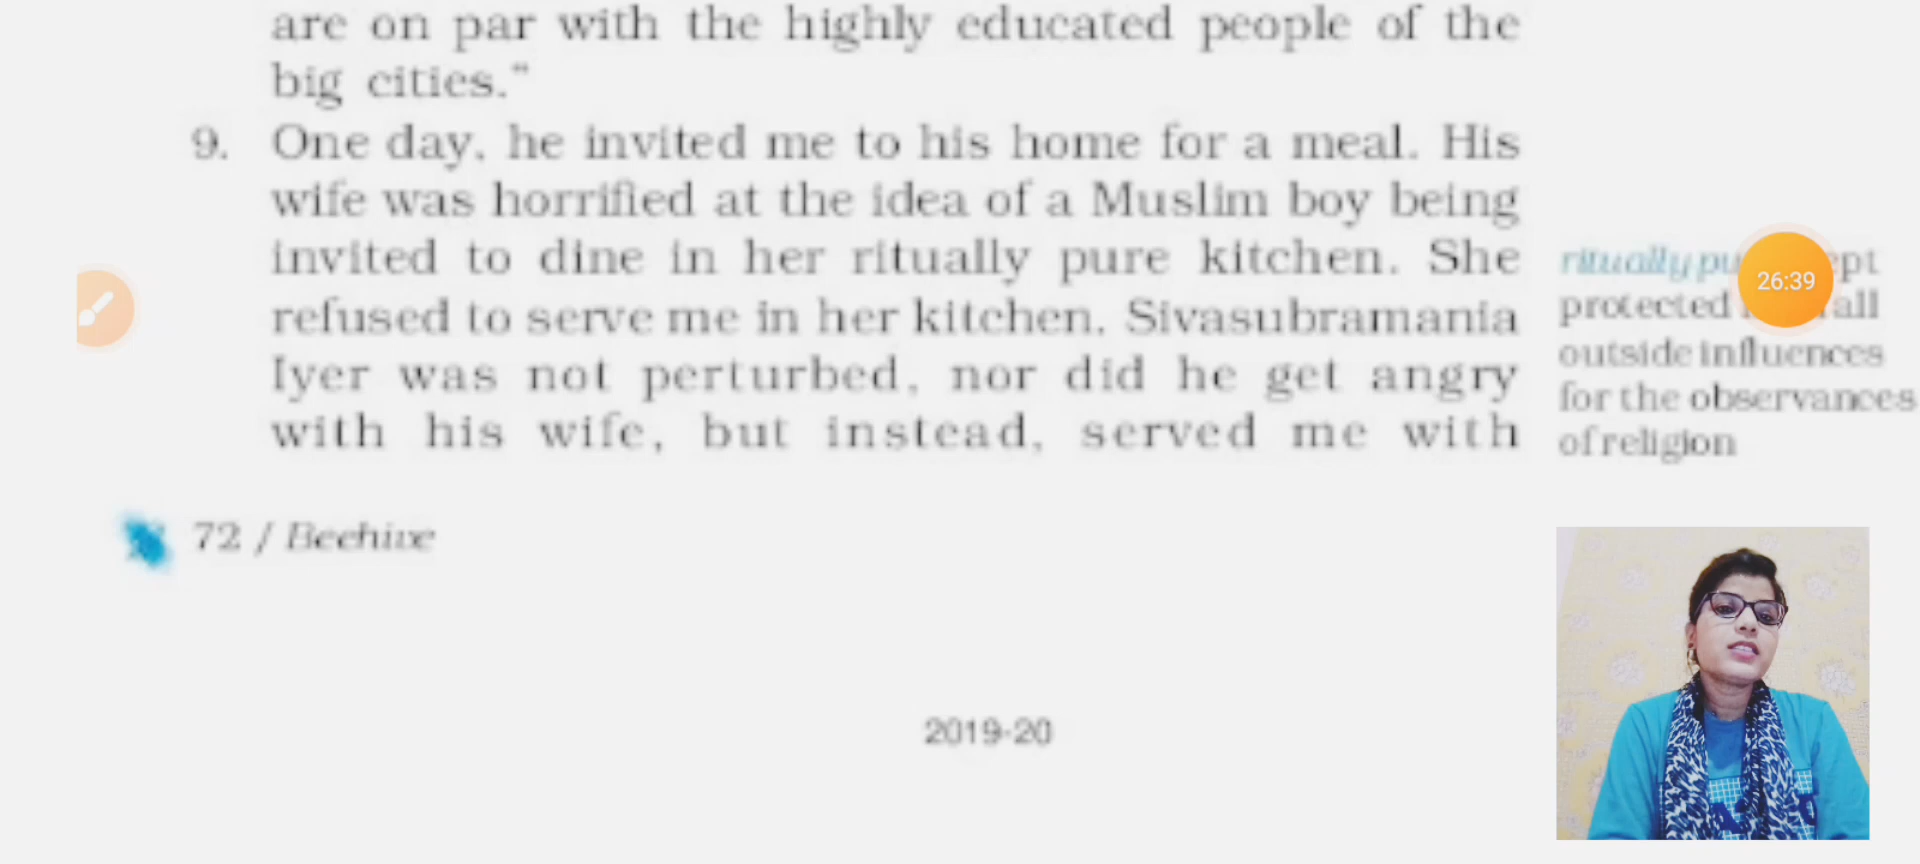 are on par with the highly educated people of the
big cities."
9. One day, he invited me to his home for a meal. His
wife was horrified at the idea of a Muslim boy being
invited to dine in her ritually pure kitchen. She
refused to serve me in her kitchen. Sivasubramania
Iyer was not perturbed, nor did he get angry
with his wife, but instead, served me with
ritually pu ept
protected all
outside influences
for the observances
of religion
26:39
72 / Beehive
2019-20